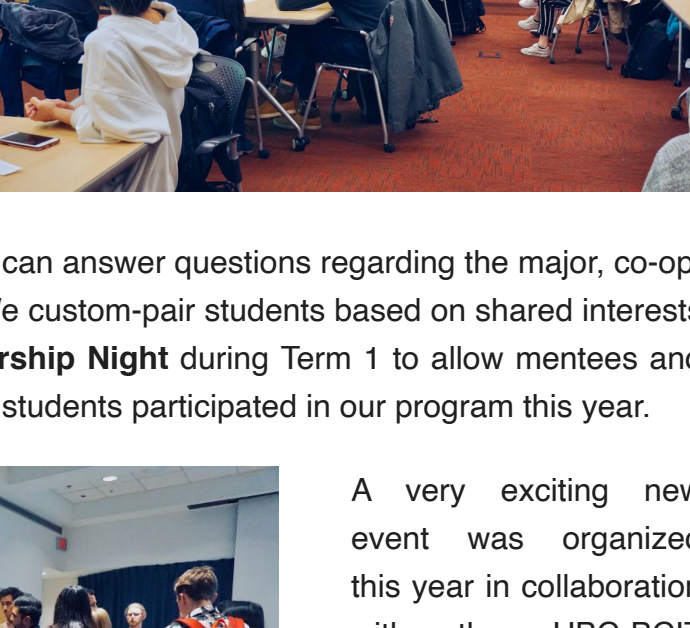 can answer questions regarding the major, co-op
custom-pair students based on shared interests
Night during Term 1 to allow mentees and
students participated in our program this year.
A very exciting new
event was organized
this year in collaboration